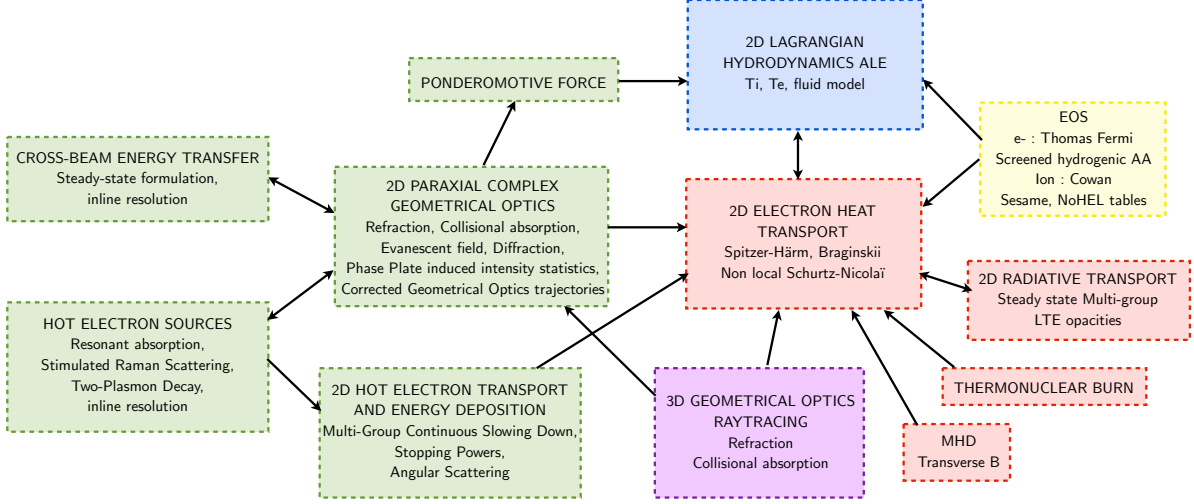 2D LAGRANGIAN
HYDRODYNAMICS ALE
Ti, Te, fluid model
PONDEROMOTIVE FORCE
EOS
e- : Thomas Fermi
Screened hydrogenic AA
Ion : Cowan
Sesame, NoHEL tables
CROSS-BEAM ENERGY TRANSFER
Steady-state formulation,
inline resolution
2D PARAXIAL COMPLEX
GEOMETRICAL OPTICS
Refraction, Collisional absorption,
Evanescent field, Diffraction,
Phase Plate induced intensity statistics,
Corrected Geometrical Optics trajectories
2D ELECTRON HEAT
TRANSPORT
Spitzer-Härm, Braginskii
Non local Schurtz-Nicolaï
2D RADIATIVE TRANSPORT
Steady state Multi-group
LTE opacities
HOT ELECTRON SOURCES
Resonant absorption,
Stimulated Raman Scattering,
Two-Plasmon Decay,
inline resolution
2D HOT ELECTRON TRANSPORT
AND ENERGY DEPOSITION
Multi-Group Continuous Slowing Down,
Stopping Powers,
Angular Scattering
3D GEOMETRICAL OPTICS
RAYTRACING
Refraction
Collisional absorption
THERMONUCLEAR BURN
MHD
Transverse B